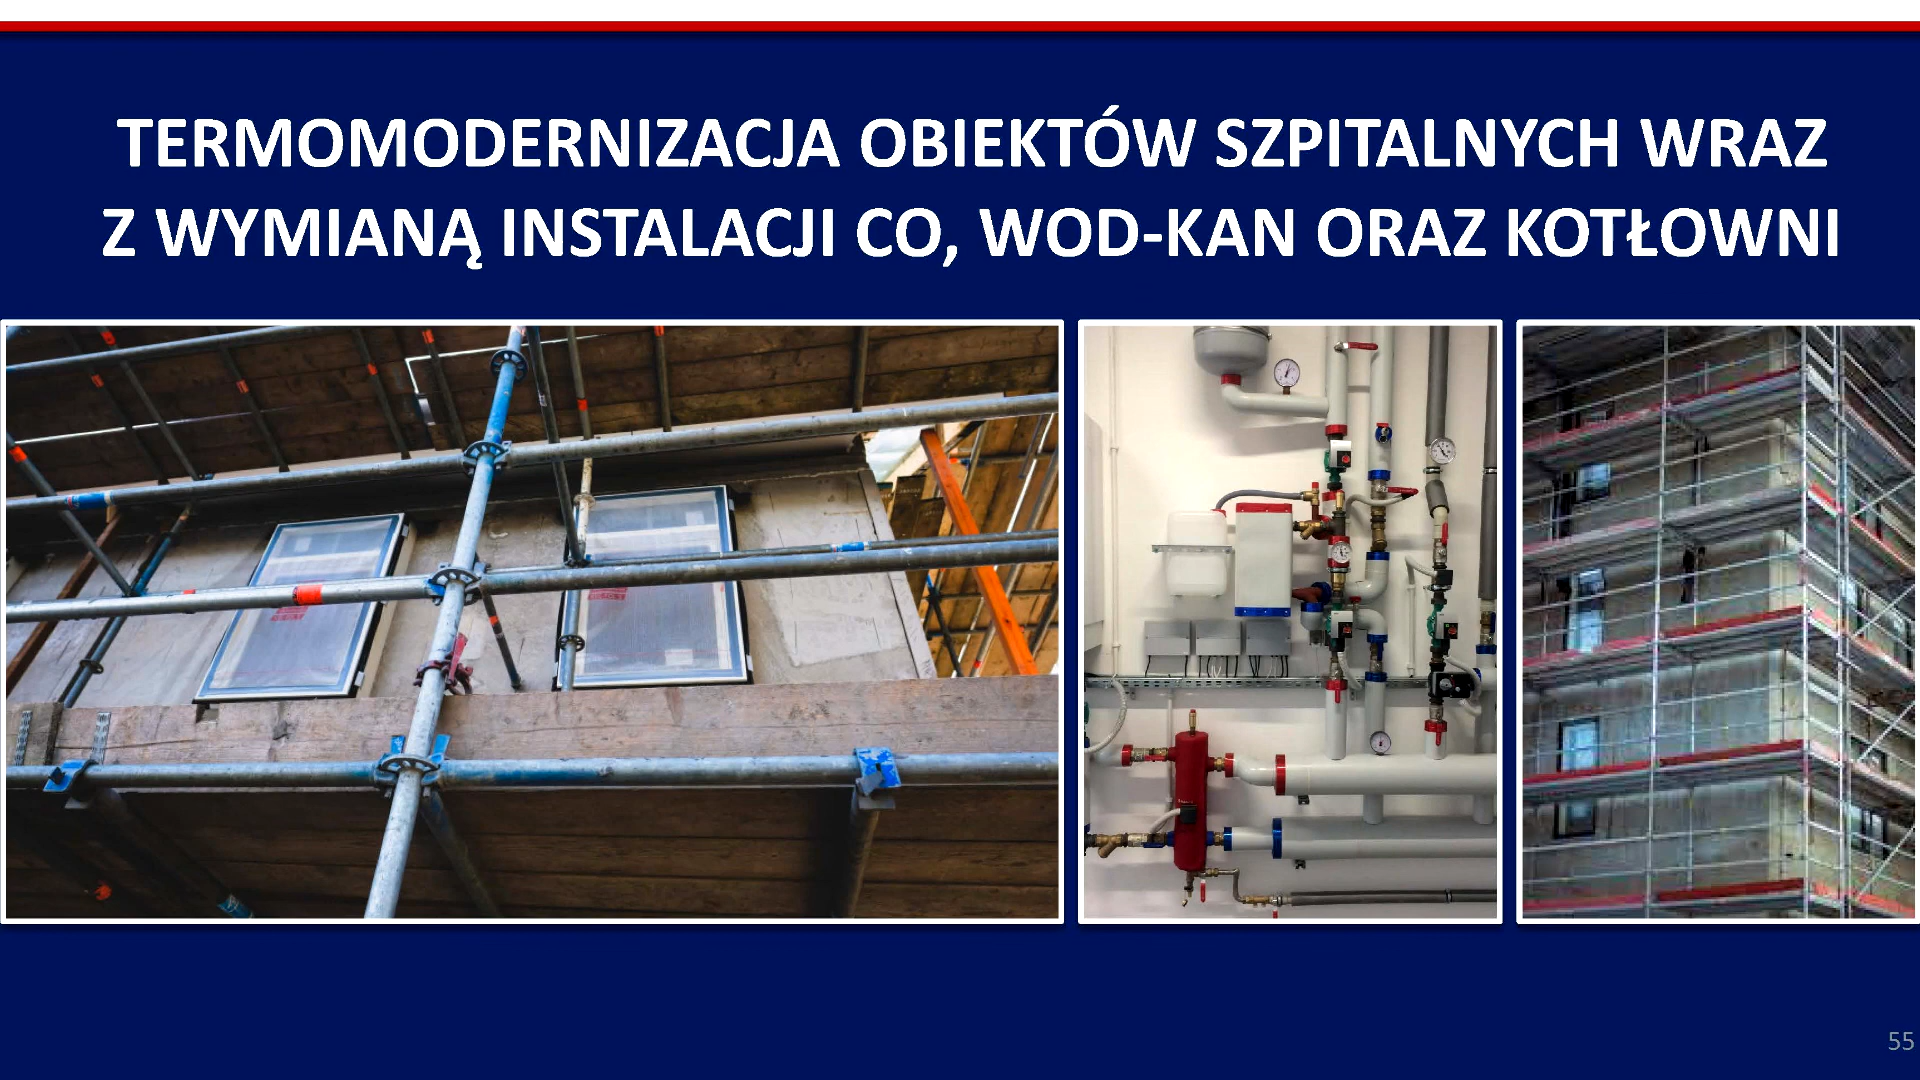 TERMOMODERNIZACJA OBIEKTÓW SZPITALNYCH WRAZ
Z WYMIANĄ INSTALACJI CO, WOD-KAN ORAZ KOTŁOWNI
55